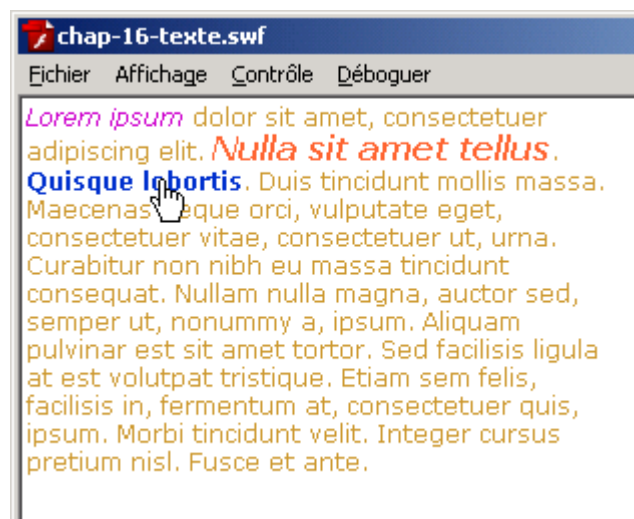 chap-16-texte.swf
Fichier Affichage Contrôle Déboguer
Lorem ipsum dolor sit amet, consectetuer
adipiscing elit. Nulla sit amet tellus.
Quisque lobortis. Duis tincidunt mollis massa.
Maecenas neque orci, vulputate eget,
consectetuer vitae, consectetuer ut, urna.
Curabitur non nibh eu massa tincidunt
consequat. Nullam nulla magna, auctor sed,
semper ut, nonummy a, ipsum. Aliquam
pulvinar est sit amet tortor. Sed facilisis ligula
at est volutpat tristique. Etiam sem felis,
facilisis in, fermentum at, consectetuer quis,
ipsum. Morbi tincidunt velit. Integer cursus
pretium nisl. Fusce et ante.